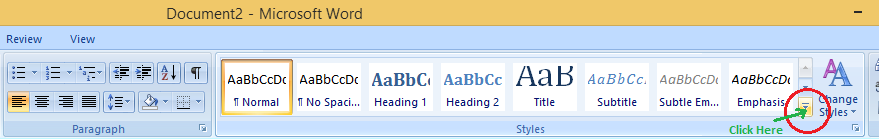 Document2 - Microsoft Word
Review View
AaBbCcDc AaBbCcDc AaBbCc AaBbCc AaB AaBbCc. AaBbCcDc AaBbCcDc
¶ Normal ¶ No Spaci... Heading 1 Heading 2 Title Subtitle Subtle Em... Emphasis
Change
Styles
Paragraph Styles Click Here